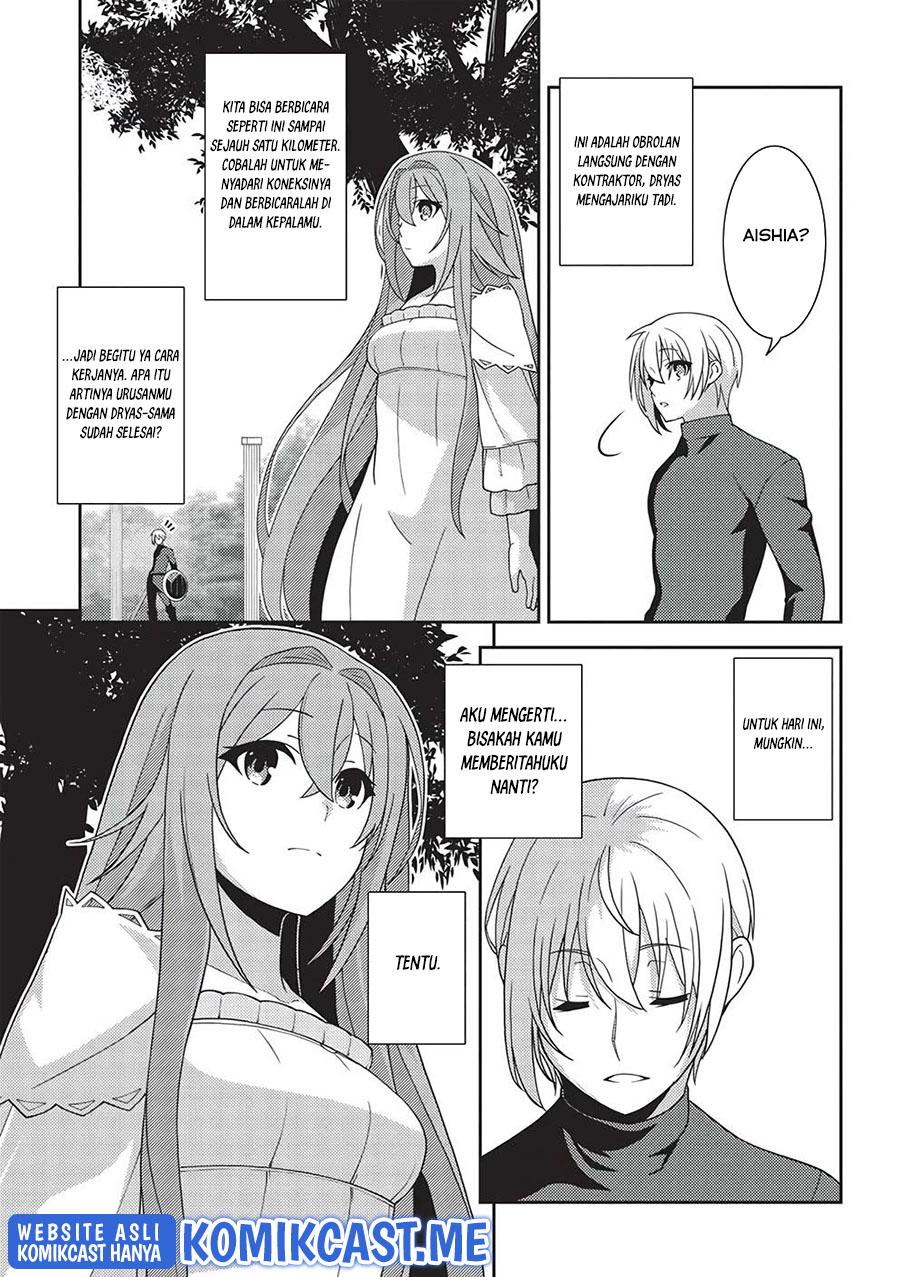 AISHIA?
INI ADALAH OBROLAN
LANGSUNG DENGAN
KONTRAKTOR, DRYAS
MENGAJARIKU TADI.
KITA BISA BERBICARA
SEPERTI INI SAMPAI
SEJAUH SATU KILOMETER.
COBALAH UNTUK ME-
NYADARI KONEKSINYA
DAN BERBICARALAH DI
DALAM KEPALAMU.
...JADI BEGITU YA CARA
KERJANYA. APA ITU
ARTINYA URUSANMU
DENGAN DRYAS-SAMA
SUDAH SELESAI?
UNTUK HARI INI,
MUNGKIN...
AKU MENGERTI...
BISAKAH KAMU
MEMBERITAHUKU
NANTI?
TENTU.
WEBSITE ASLI
KOMIKCAST HANYA
KOMIKCAST.ME